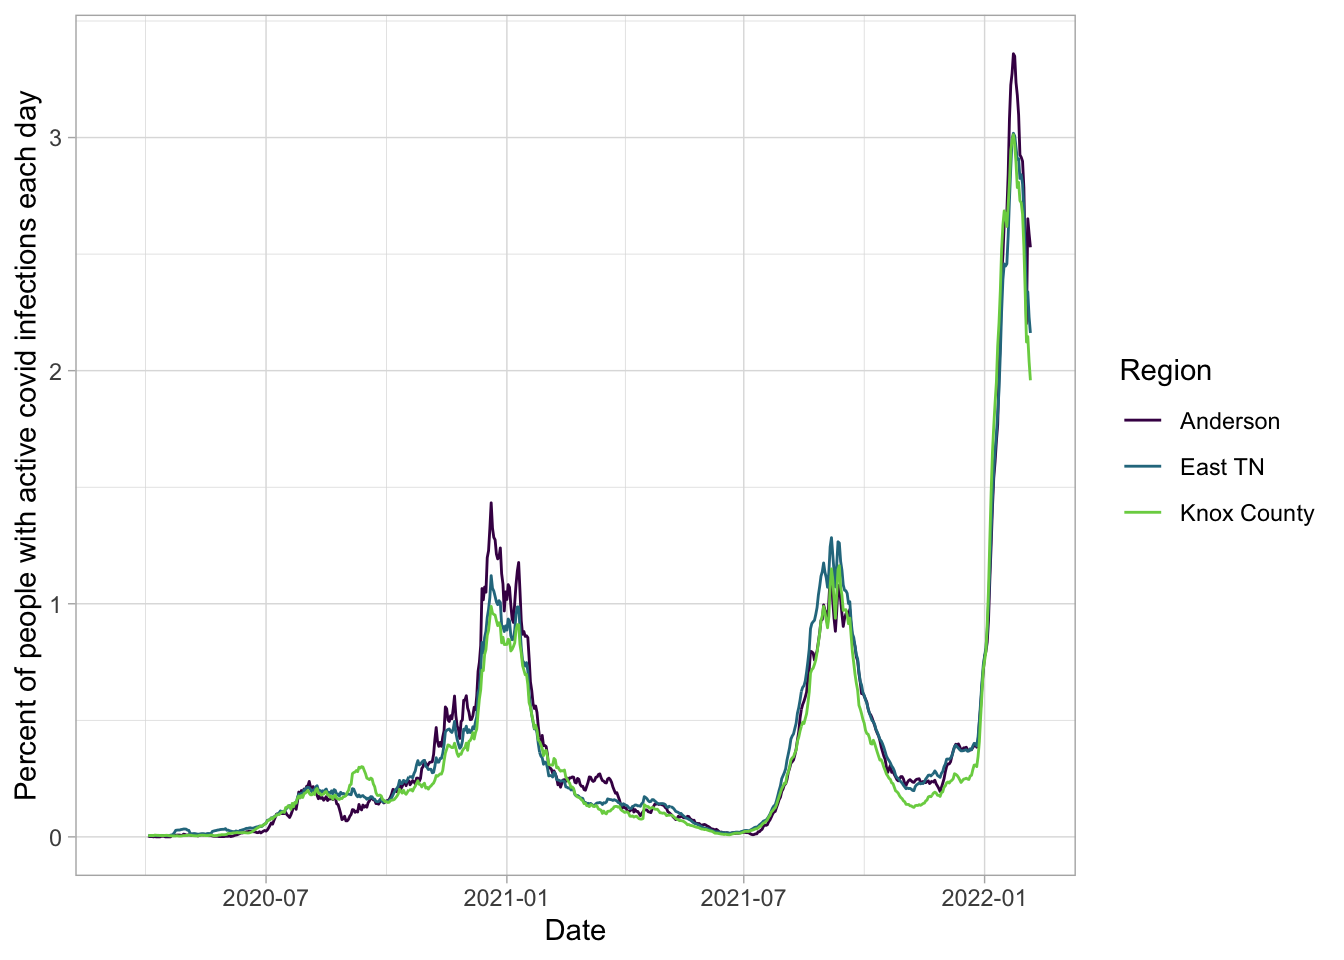 Percent of people with active covid infections each day
3
2
1
0
2020-07
2021-01
2021-07
2022-01
Date
Region
Anderson
East TN
Knox County